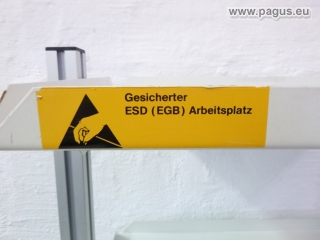 www.pagus.eu
Gesicherter
ESD (EGB) Arbeitsplatz